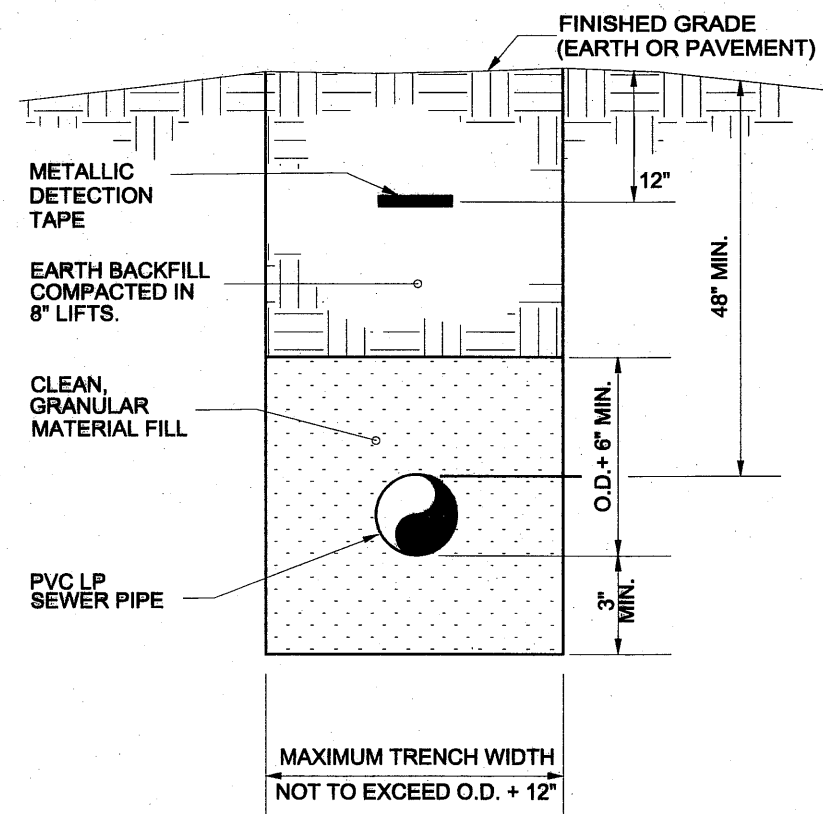 FINISHED GRADE
(EARTH OR PAVEMENT)
METALLIC
DETECTION
TAPE
12"
48" MIN.
EARTH BACKFILL
COMPACTED IN
8" LIFTS.
CLEAN,
GRANULAR
MATERIAL FILL
O.D.+ 6" MIN.
PVC LP
SEWER PIPE
3"
MIN.
MAXIMUM TRENCH WIDTH
NOT TO EXCEED O.D. + 12"